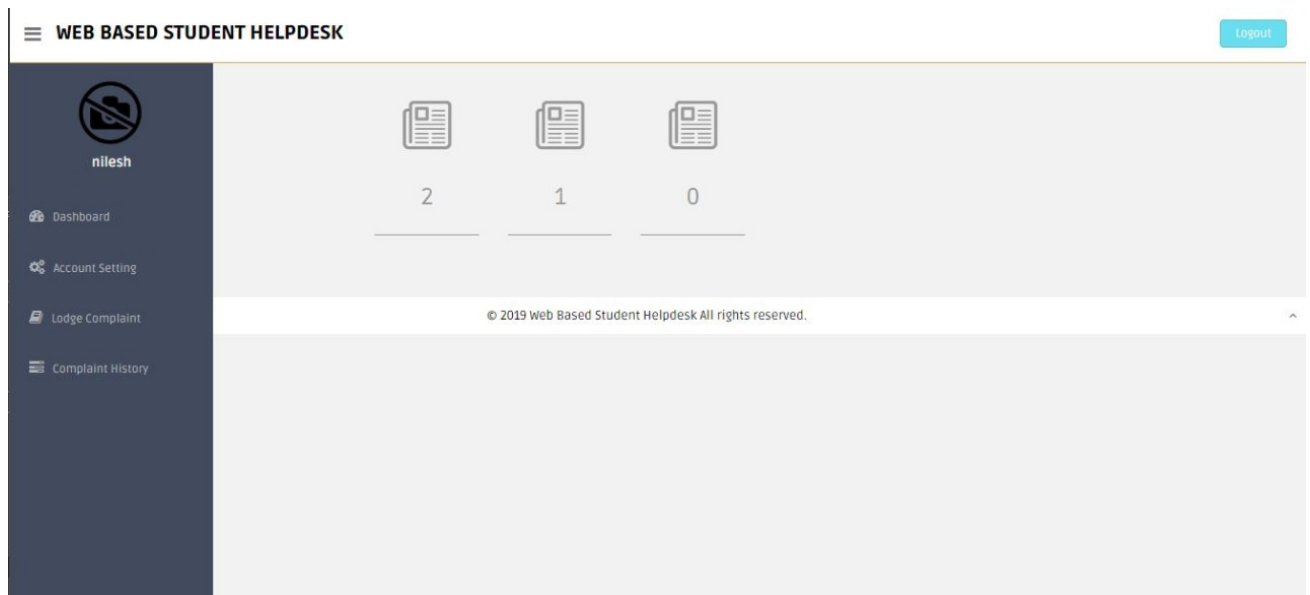 WEB BASED STUDENT HELPDESK
Logout
nilesh
Dashboard
Account Setting
Lodge Complaint
Complaint History
2 1 0
© 2019 Web Based Student Helpdesk All rights reserved.